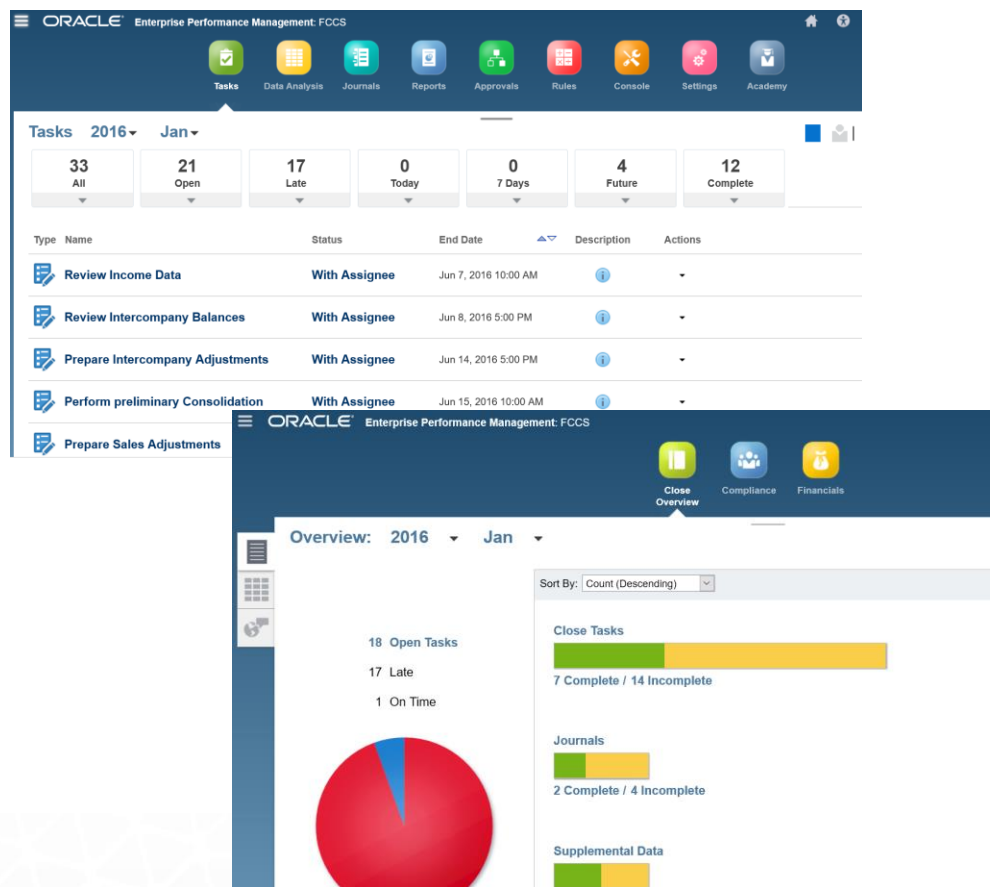 ORACLE® Enterprise Performance Management: FCCS
Tasks Data Analysis Journals Reports Approvals Rules Console Settings Academy
Tasks 2016 Jan
33 21 17 0 0 4 12
All Open Late Today 7 Days Future Complete
Type Name Status End Date Description Actions
Review Income Data With Assignee Jun 7, 2016 10:00 AM
Review Intercompany Balances With Assignee Jun 8, 2016 5:00 PM
Prepare Intercompany Adjustments With Assignee Jun 14, 2016 5:00 PM
Perform preliminary Consolidation With Assignee Jun 15, 2016 10:00 AM
Prepare Sales Adjustments
ORACLE® Enterprise Performance Management: FCCS
Close Overview Compliance Financials
Overview: 2016 Jan
Sort By: Count (Descending)
18 Open Tasks
17 Late
1 On Time
Close Tasks
7 Complete / 14 Incomplete
Journals
2 Complete / 4 Incomplete
Supplemental Data